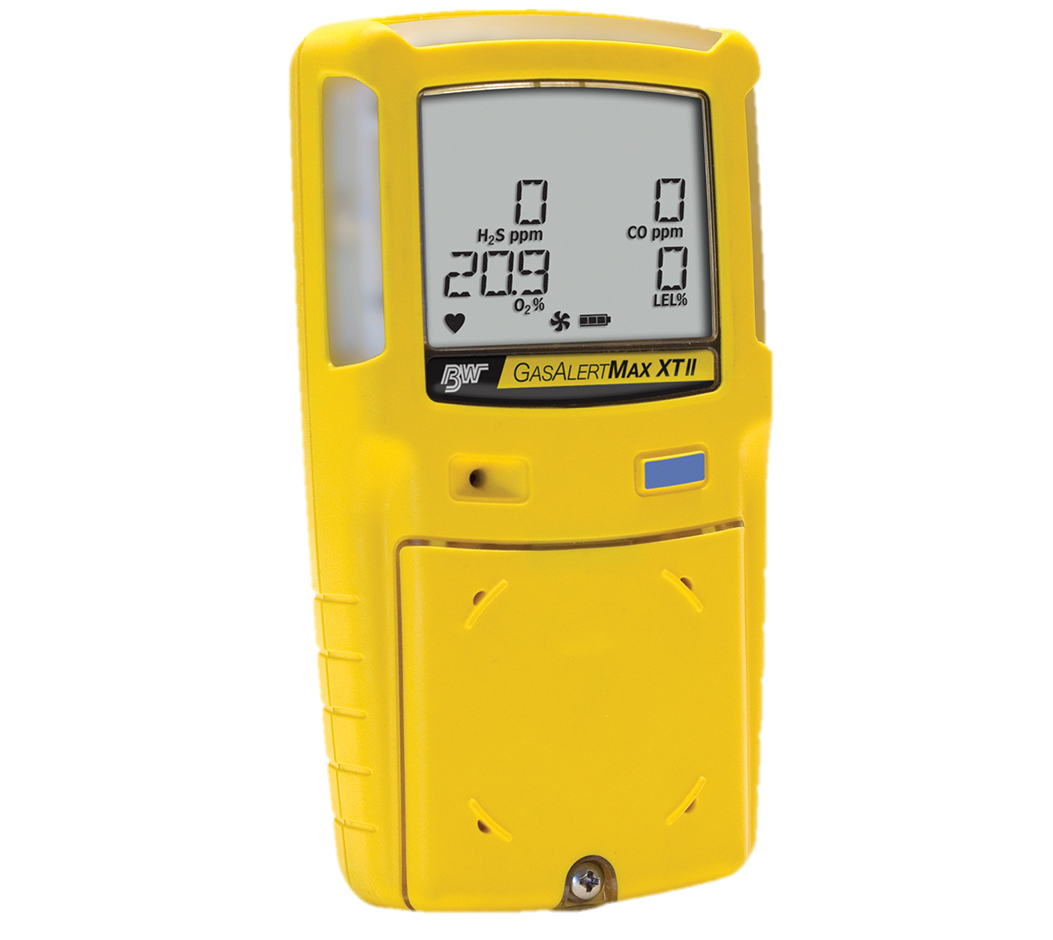 0 0
H₂S ppm CO ppm
20.9 0
O₂% LEL%
BW GASALERTMAX XT II